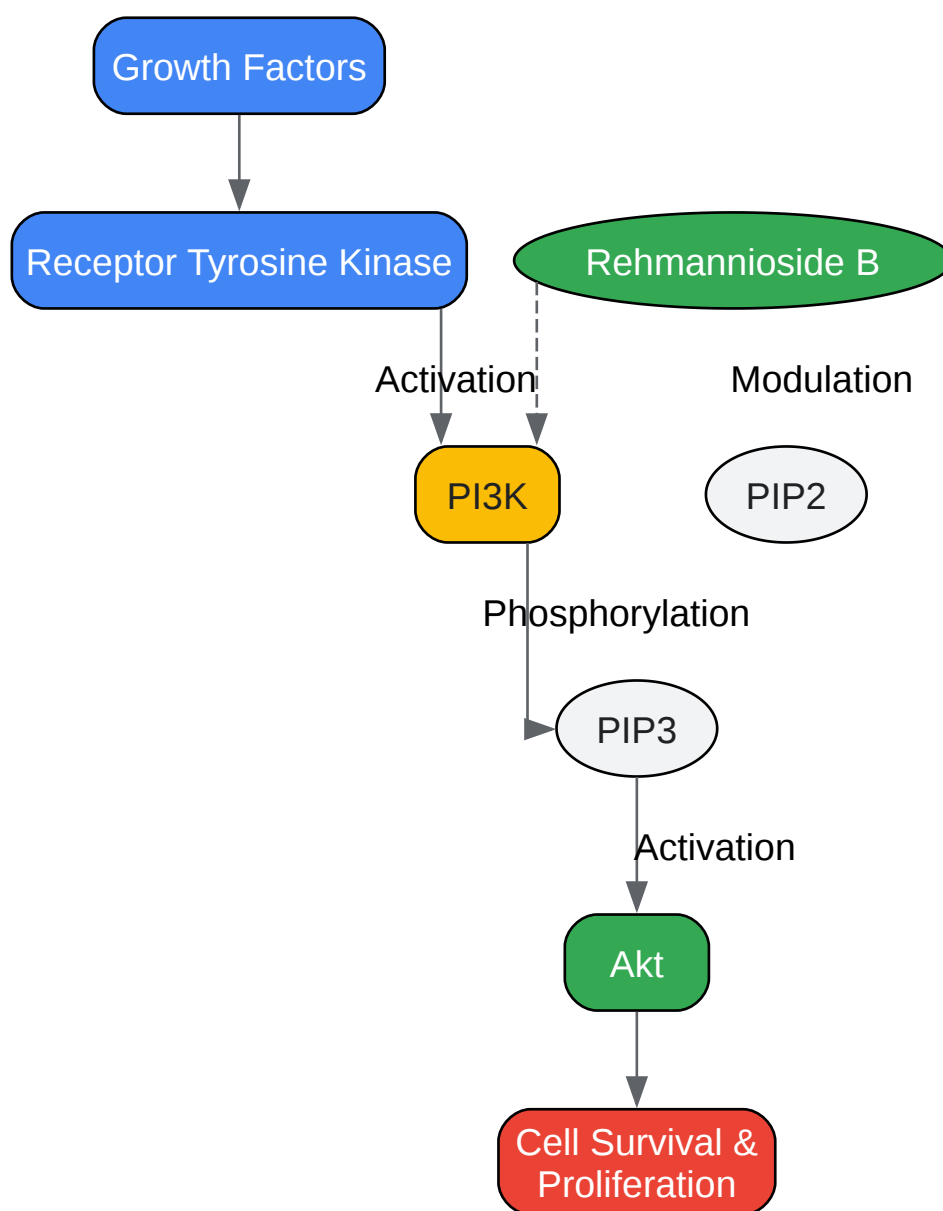 Growth Factors
Receptor Tyrosine Kinase
Rehmannioside B
Activation
Modulation
PI3K
PIP2
Phosphorylation
PIP3
Activation
Akt
Cell Survival &
Proliferation